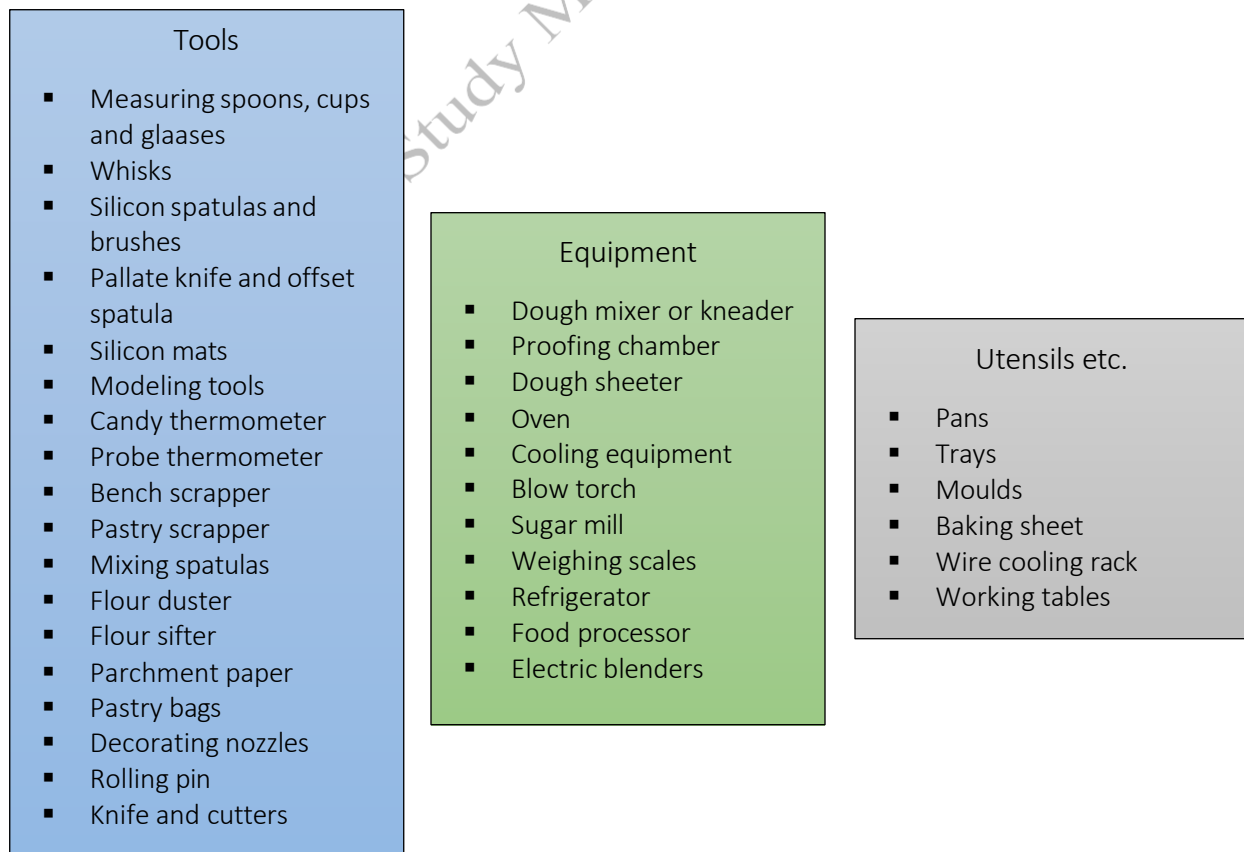 Study M
Tools
▪ Measuring spoons, cups
and glaases
▪ Whisks
▪ Silicon spatulas and
brushes
▪ Pallate knife and offset
spatula
▪ Silicon mats
▪ Modeling tools
▪ Candy thermometer
▪ Probe thermometer
▪ Bench scrapper
▪ Pastry scrapper
▪ Mixing spatulas
▪ Flour duster
▪ Flour sifter
▪ Parchment paper
▪ Pastry bags
▪ Decorating nozzles
▪ Rolling pin
▪ Knife and cutters
Equipment
▪ Dough mixer or kneader
▪ Proofing chamber
▪ Dough sheeter
▪ Oven
▪ Cooling equipment
▪ Blow torch
▪ Sugar mill
▪ Weighing scales
▪ Refrigerator
▪ Food processor
▪ Electric blenders
Utensils etc.
▪ Pans
▪ Trays
▪ Moulds
▪ Baking sheet
▪ Wire cooling rack
▪ Working tables